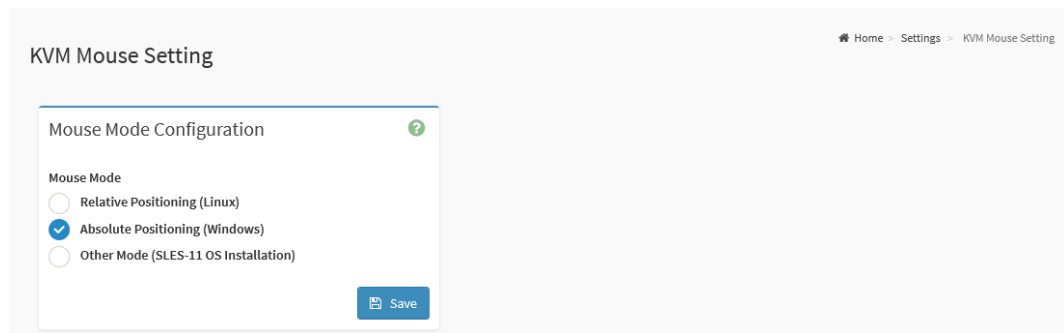 Home > Settings > KVM Mouse Setting
KVM Mouse Setting
Mouse Mode Configuration
Mouse Mode
Relative Positioning (Linux)
Absolute Positioning (Windows)
Other Mode (SLES-11 OS Installation)
Save